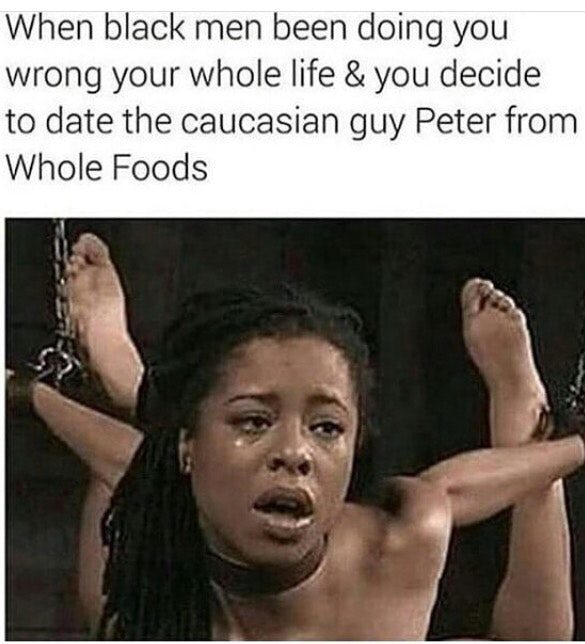 When black men been doing you
wrong your whole life & you decide
to date the caucasian guy Peter from
Whole Foods